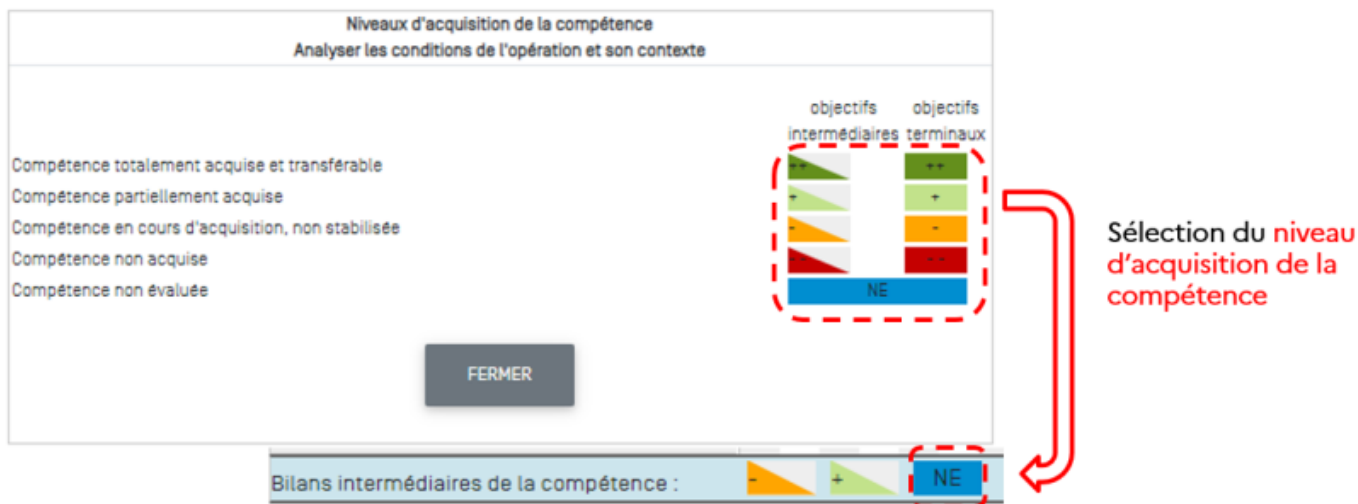 Niveaux d'acquisition de la compétence
Analyser les conditions de l'opération et son contexte
objectifs objectifs
intermédiaires terminaux
Compétence totalement acquise et transférable ++ ++
Compétence partiellement acquise + +
Compétence en cours d'acquisition, non stabilisée - -
Compétence non acquise -- --
Compétence non évaluée NE
Sélection du niveau
d'acquisition de la
compétence
FERMER
Bilans intermédiaires de la compétence : - + NE